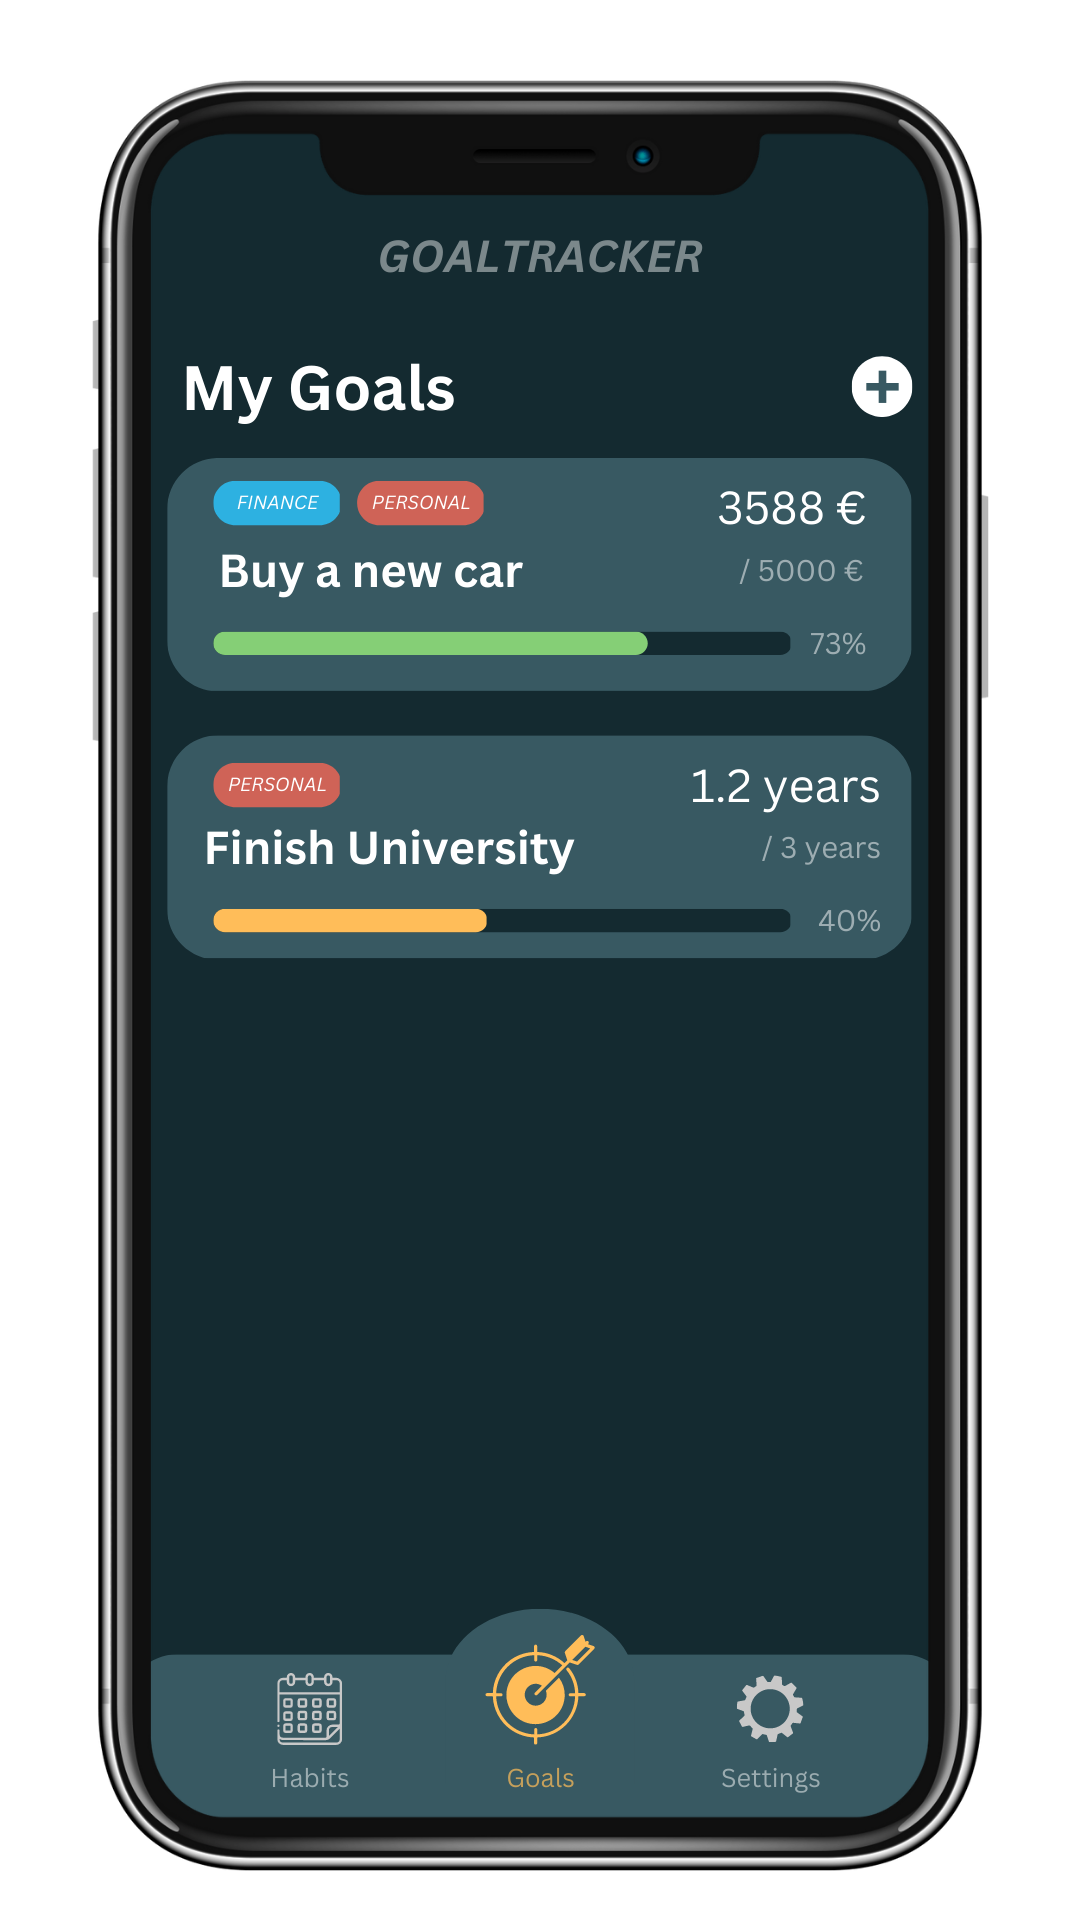 GOALTRACKER
My Goals
FINANCE PERSONAL
3588 €
Buy a new car
/ 5000 €
73%
PERSONAL
1.2 years
Finish University
/ 3 years
40%
Habits
Goals
Settings